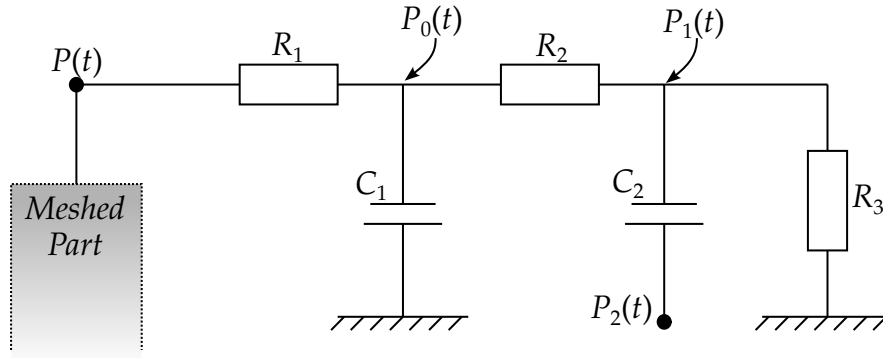 P(t)
R₁
P₀(t)
R₂
P₁(t)
Meshed
Part
C₁
C₂
R₃
P₂(t)